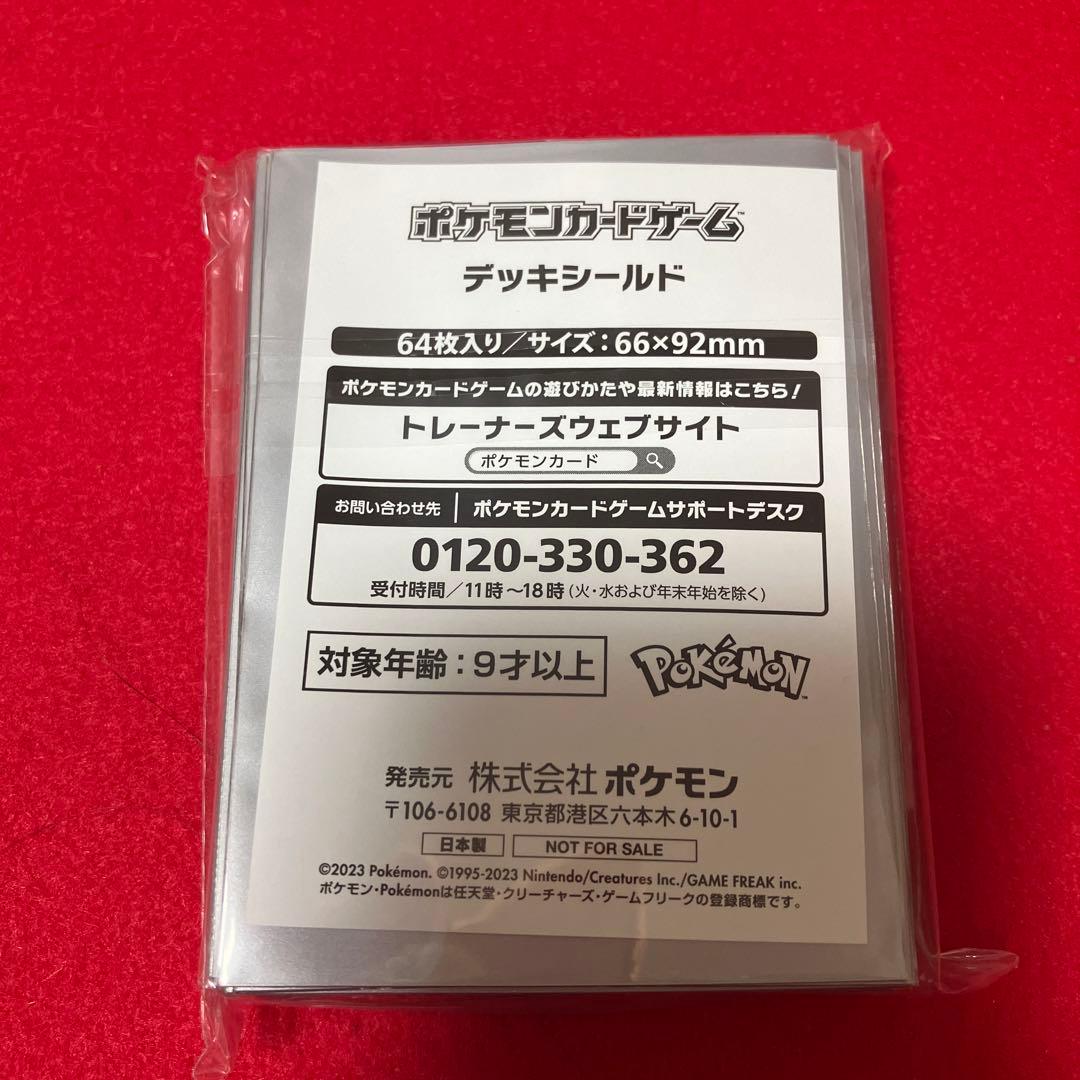 ポケモンカードゲーム™
デッキシールド
64枚入り/サイズ:66×92mm
ポケモンカードゲームの遊びかたや最新情報はこちら!
トレーナーズウェブサイト
ポケモンカード
お問い合わせ先 | ポケモンカードゲームサポートデスク
0120-330-362
受付時間/11時~18時(火・水および年末年始を除く)
対象年齢:9才以上
POKéMON™
発売元 株式会社 ポケモン
〒106-6108 東京都港区六本木6-10-1
日本製 NOT FOR SALE
©2023 Pokémon. ©1995-2023 Nintendo/Creatures Inc./GAME FREAK inc.
ポケモン・Pokémonは任天堂・クリーチャーズ・ゲームフリークの登録商標です。